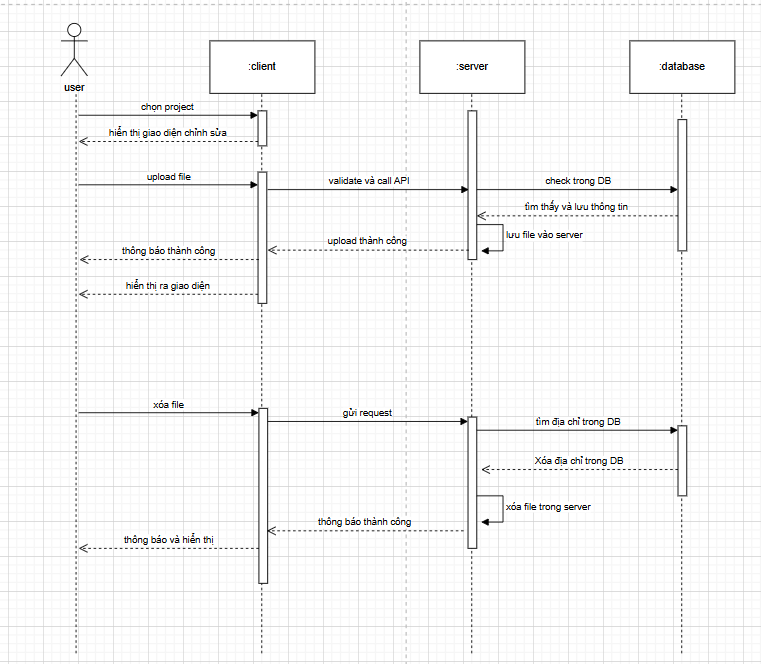 :client
:server
:database
user
chọn project
hiển thị giao diện chỉnh sửa
upload file
validate và call API
check trong DB
tìm thấy và lưu thông tin
lưu file vào server
upload thành công
thông báo thành công
hiển thị ra giao diện
xóa file
gửi request
tìm địa chỉ trong DB
Xóa địa chỉ trong DB
xóa file trong server
thông báo thành công
thông báo và hiển thị